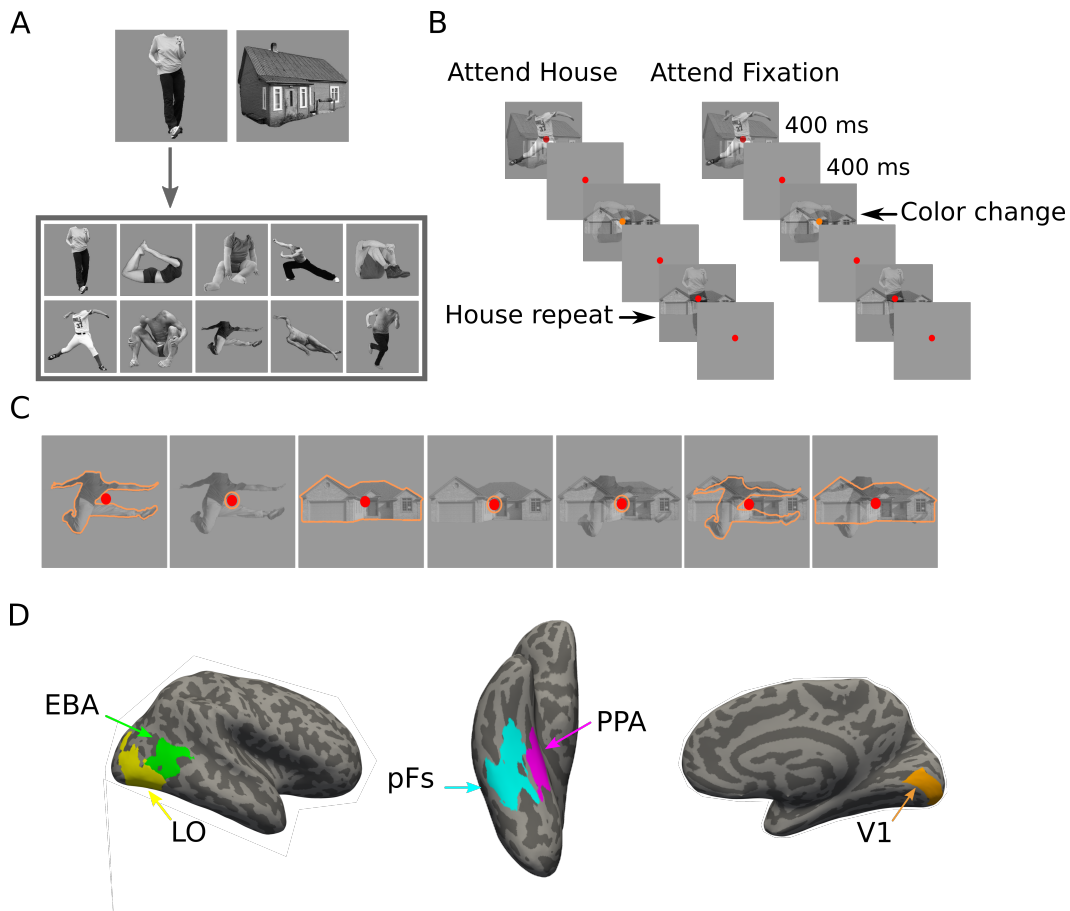 A
B
Attend House
Attend Fixation
400 ms
400 ms
Color change
House repeat
C
D
EBA
LO
pFs
PPA
V1